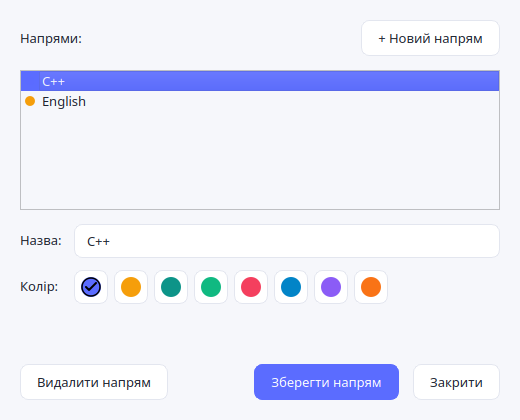 Напрями:
+ Новий напрям
C++
English
Назва:
C++
Колір:
Видалити напрям
Зберегти напрям
Закрити